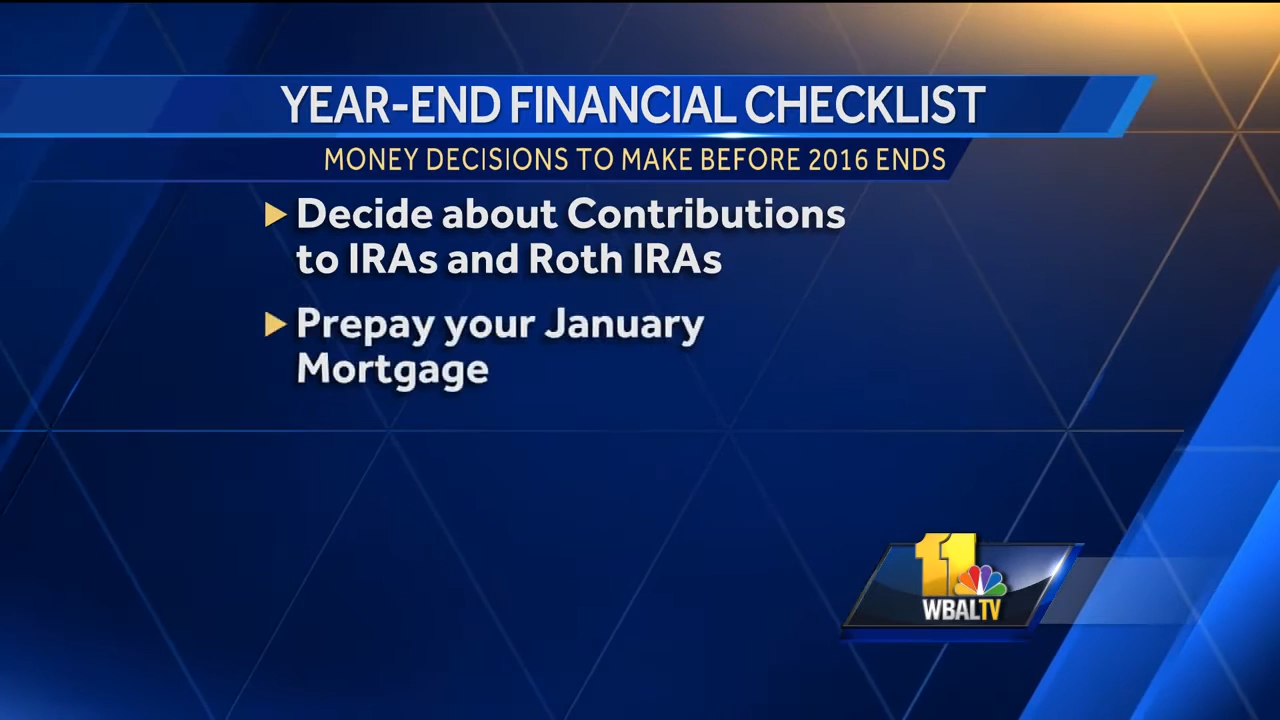 YEAR-END FINANCIAL CHECKLIST
MONEY DECISIONS TO MAKE BEFORE 2016 ENDS
Decide about Contributions
to IRAs and Roth IRAs
Prepay your January
Mortgage
11
WBALTV